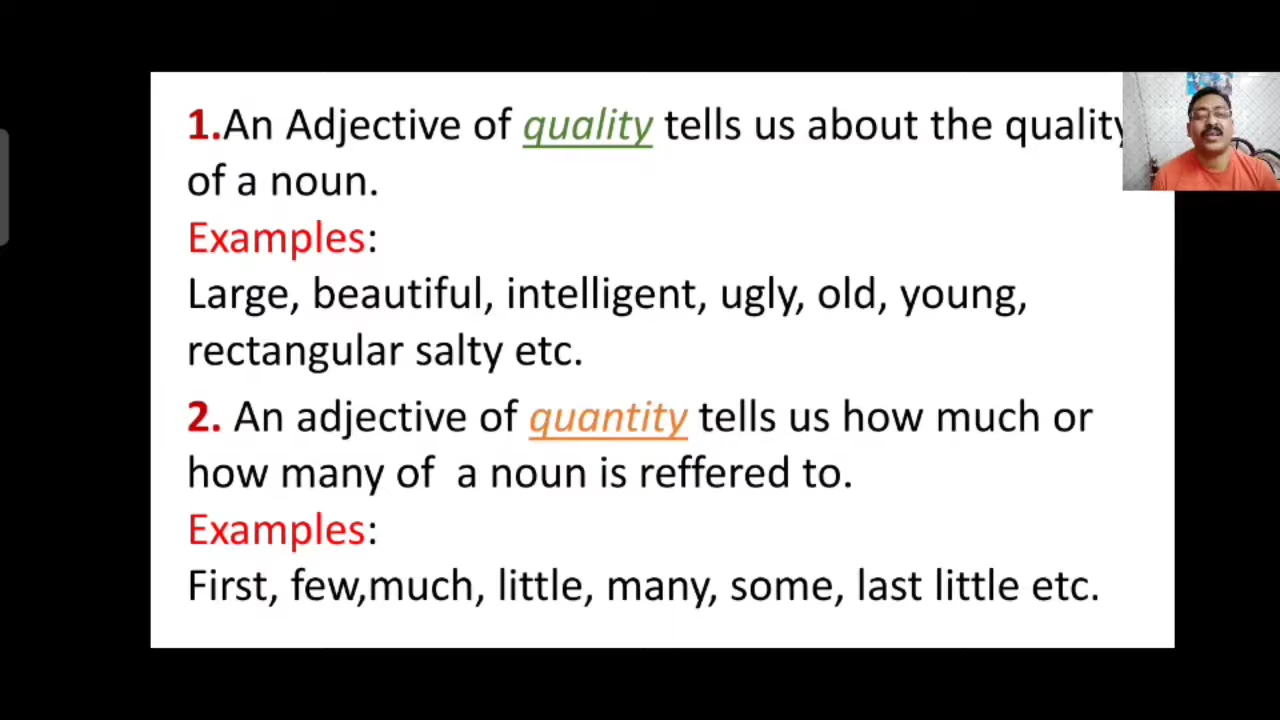 1.An Adjective of quality tells us about the quality
of a noun.
Examples:
Large, beautiful, intelligent, ugly, old, young,
rectangular salty etc.
2. An adjective of quantity tells us how much or
how many of a noun is reffered to.
Examples:
First, few,much, little, many, some, last little etc.